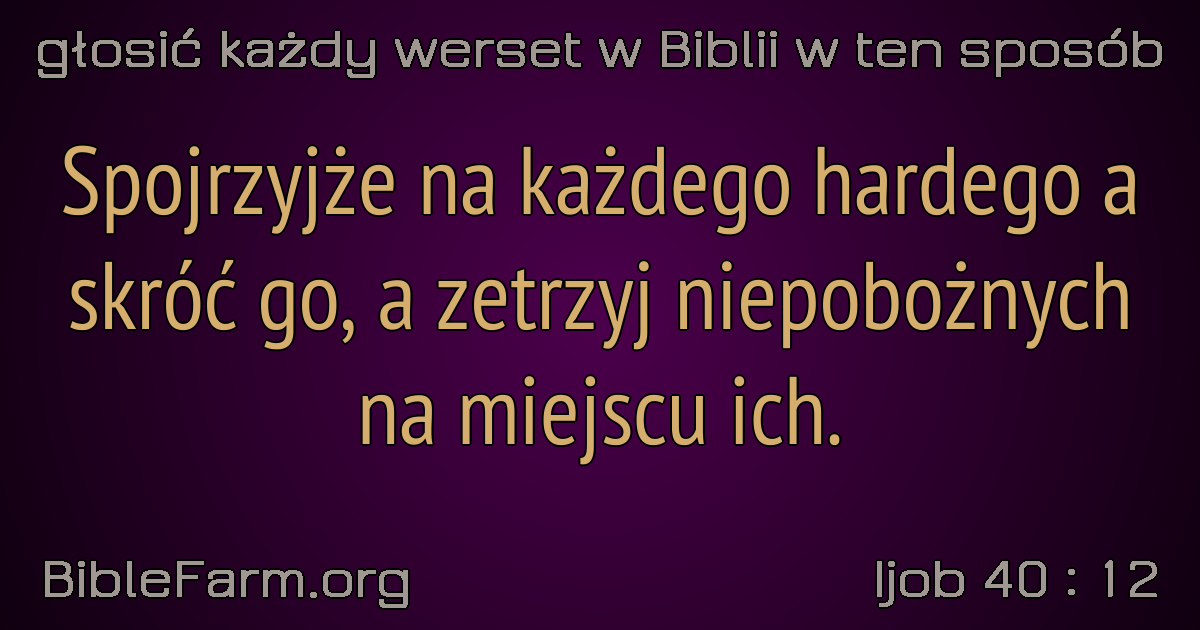 głosić każdy werset w Biblii w ten sposób
Spojrzyjże na każdego hardego a
skróć go, a zetrzyj niepobożnych
na miejscu ich.
BibleFarm.org
Ijob 40 : 12